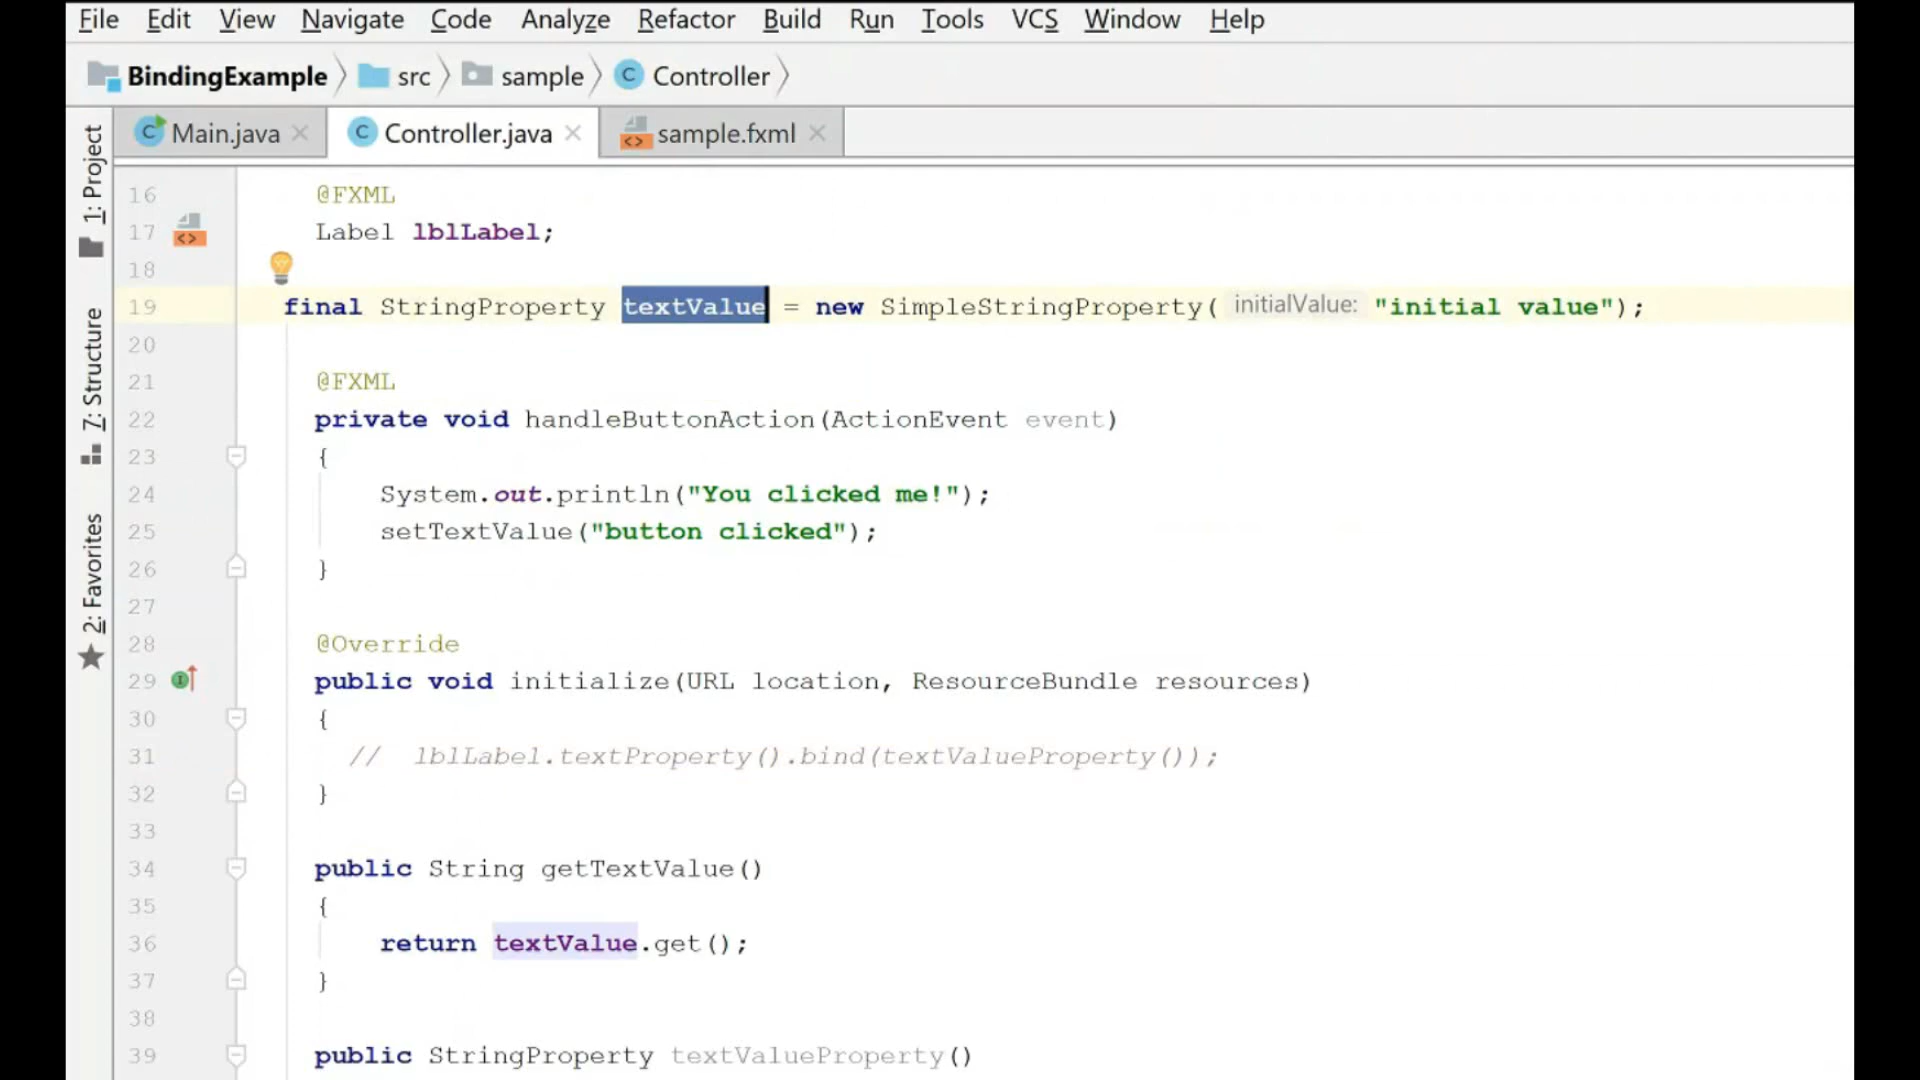 File Edit View Navigate Code Analyze Refactor Build Run Tools VCS Window Help
BindingExample src sample C Controller
C Main.java × C Controller.java × <> sample.fxml ×
1: Project
7: Structure
2: Favorites
16 @FXML
17 <> Label lblLabel;
18
19 final StringProperty textValue = new SimpleStringProperty( initialValue: "initial value");
20
21 @FXML
22 private void handleButtonAction(ActionEvent event)
23 {
24 System.out.println("You clicked me!");
25 setTextValue("button clicked");
26 }
27
28 @Override
29 I public void initialize(URL location, ResourceBundle resources)
30 {
31 // lblLabel.textProperty().bind(textValueProperty());
32 }
33
34 public String getTextValue()
35 {
36 return textValue.get();
37 }
38
39 public StringProperty textValueProperty()